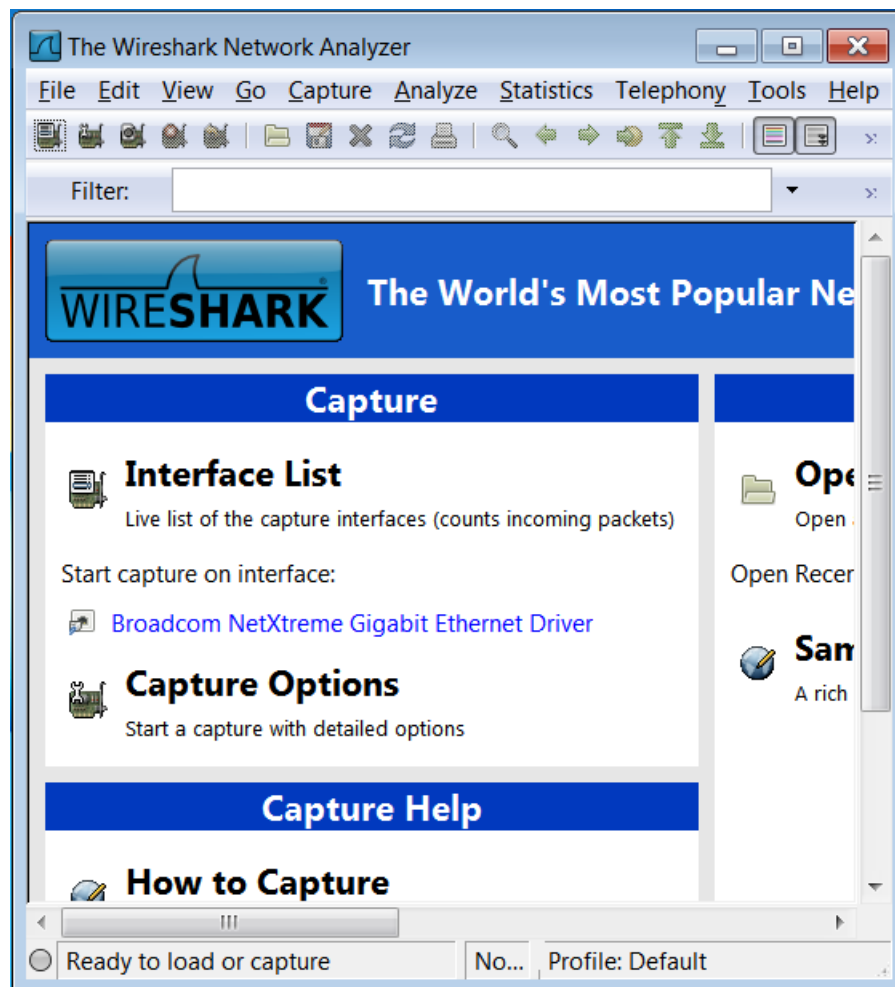 The Wireshark Network Analyzer
File Edit View Go Capture Analyze Statistics Telephony Tools Help
Filter:
WIRESHARK
The World's Most Popular Ne
Capture
Interface List
Live list of the capture interfaces (counts incoming packets)
Start capture on interface:
Broadcom NetXtreme Gigabit Ethernet Driver
Capture Options
Start a capture with detailed options
Capture Help
How to Capture
Ope
Open
Open Recer
Sam
A rich
Ready to load or capture
No...
Profile: Default